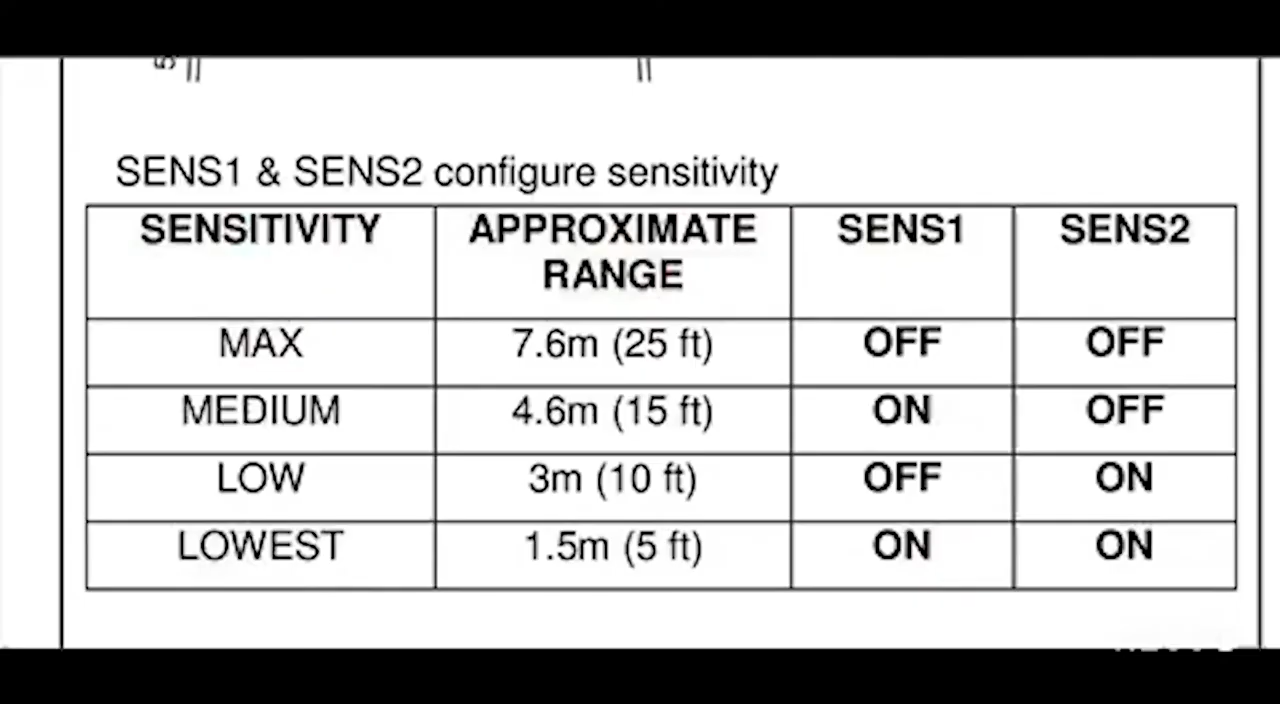 SENS1 & SENS2 configure sensitivity
SENSITIVITY APPROXIMATE RANGE SENS1 SENS2
MAX 7.6m (25 ft) OFF OFF
MEDIUM 4.6m (15 ft) ON OFF
LOW 3m (10 ft) OFF ON
LOWEST 1.5m (5 ft) ON ON